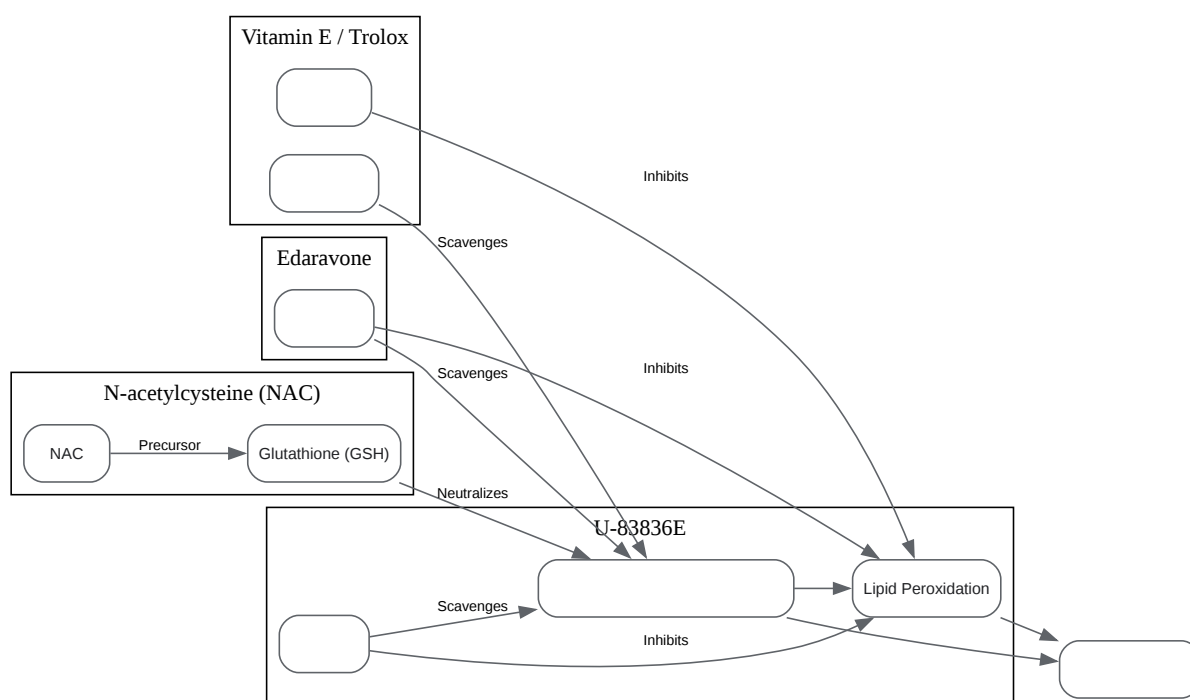 Vitamin E / Trolox
Inhibits
Scavenges
Edaravone
Inhibits
Scavenges
N-acetylcysteine (NAC)
NAC
Precursor
Glutathione (GSH)
Neutralizes
U-83836E
Lipid Peroxidation
Scavenges
Inhibits